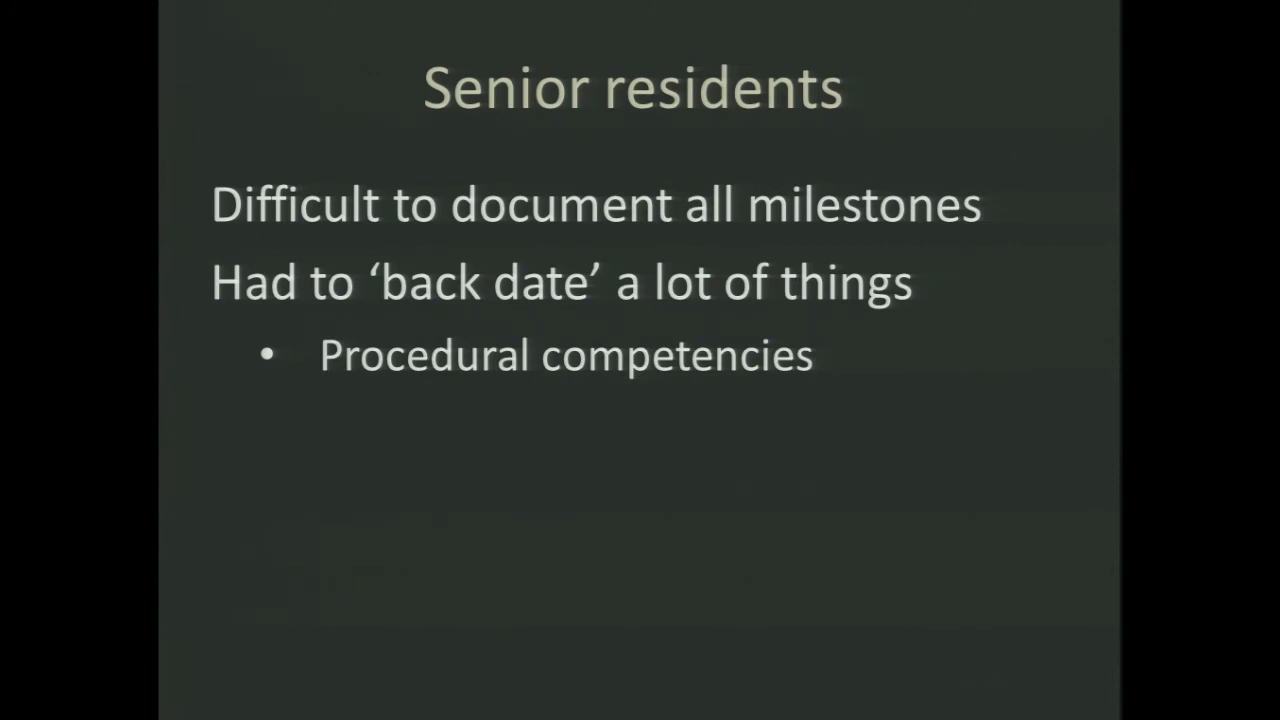 Senior residents
Difficult to document all milestones
Had to ‘back date’ a lot of things
• Procedural competencies